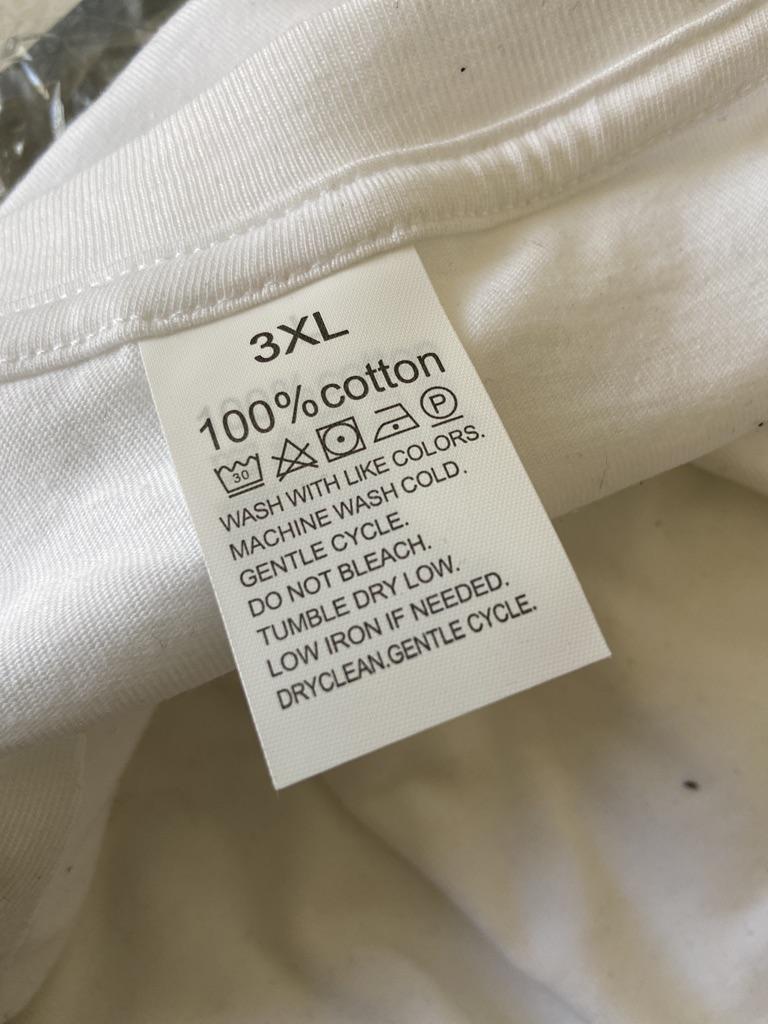 3XL
100%cotton
30 P
WASH WITH LIKE COLORS.
MACHINE WASH COLD.
GENTLE CYCLE.
DO NOT BLEACH.
TUMBLE DRY LOW.
LOW IRON IF NEEDED.
DRYCLEAN.GENTLE CYCLE.